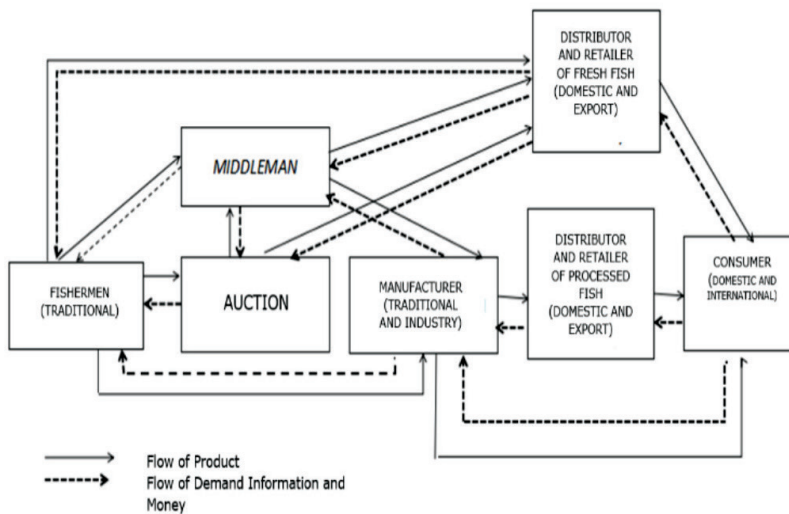 DISTRIBUTOR
AND RETAILER
OF FRESH FISH
(DOMESTIC AND
EXPORT)
MIDDLEMAN
FISHERMEN
(TRADITIONAL)
AUCTION
MANUFACTURER
(TRADITIONAL
AND INDUSTRY)
DISTRIBUTOR
AND RETAILER
OF PROCESSED
FISH
(DOMESTIC AND
EXPORT)
CONSUMER
(DOMESTIC AND
INTERNATIONAL)
Flow of Product
Flow of Demand Information and
Money